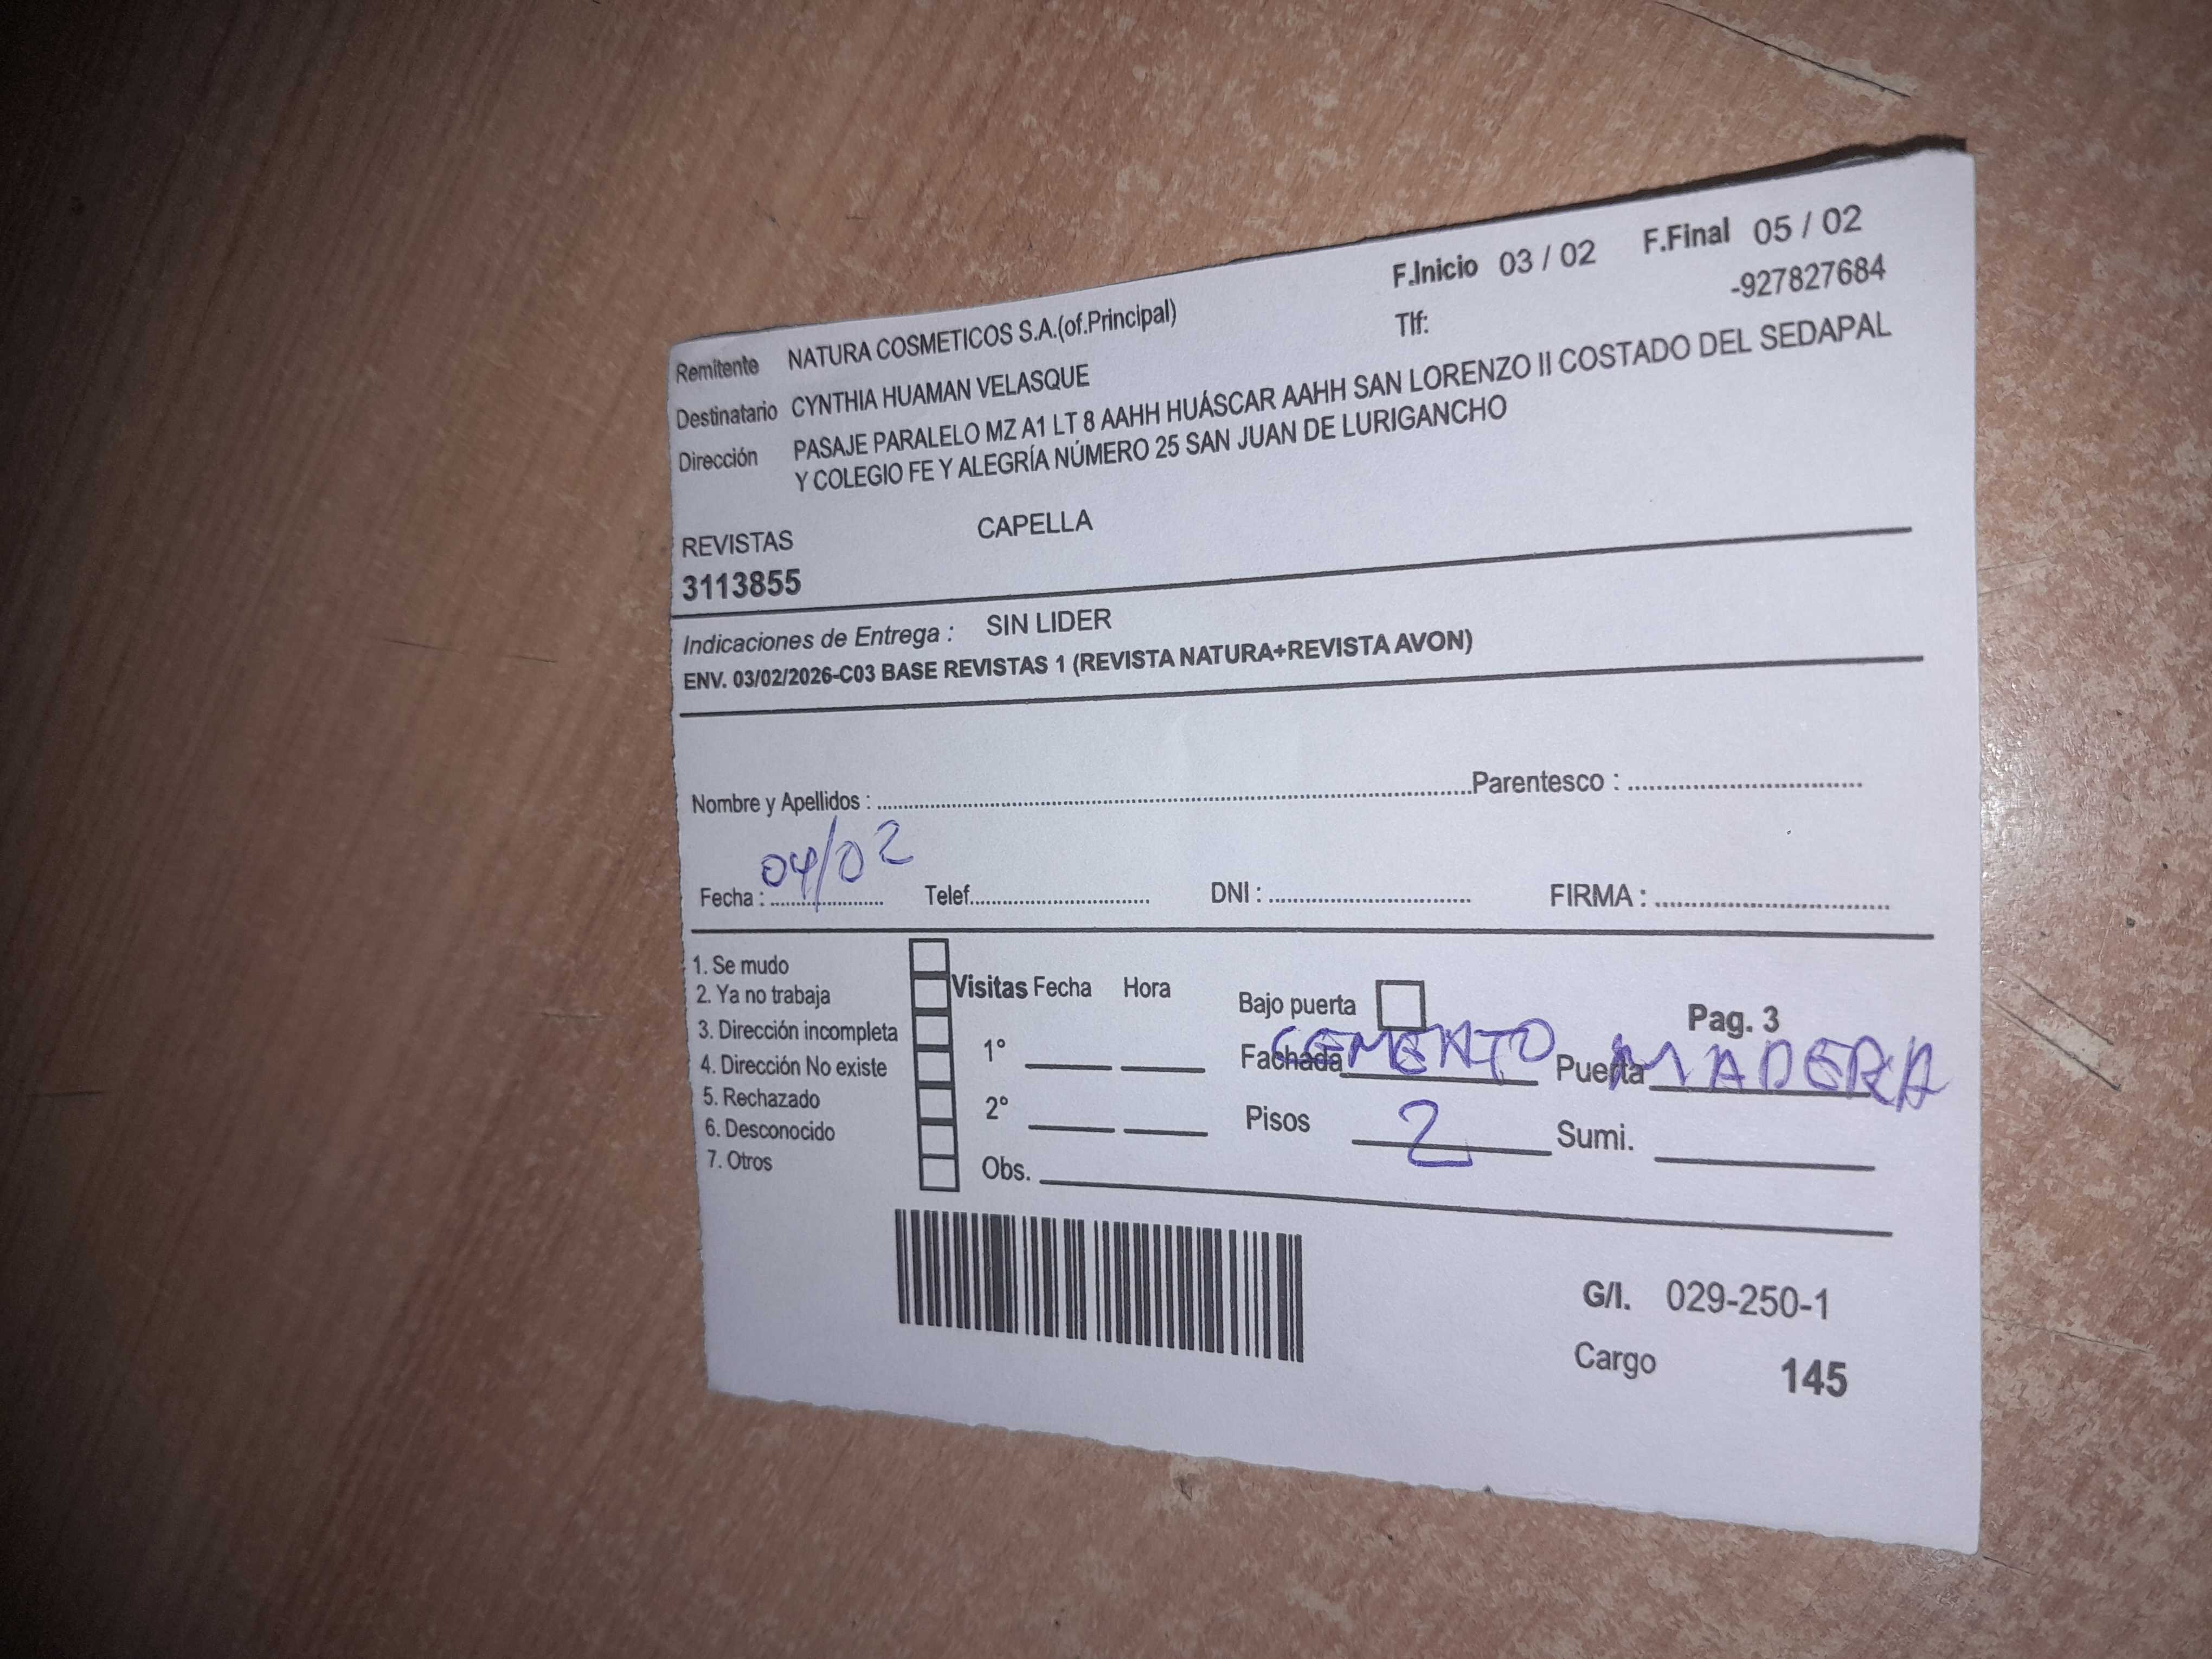 F.Inicio 03 / 02 F.Final 05 / 02
Remitente NATURA COSMETICOS S.A.(of.Principal) Tlf: -927827684
Destinatario CYNTHIA HUAMAN VELASQUE
Dirección PASAJE PARALELO MZ A1 LT 8 AAHH HUÁSCAR AAHH SAN LORENZO II COSTADO DEL SEDAPAL
Y COLEGIO FE Y ALEGRÍA NÚMERO 25 SAN JUAN DE LURIGANCHO
REVISTAS CAPELLA
3113855
Indicaciones de Entrega : SIN LIDER
ENV. 03/02/2026-C03 BASE REVISTAS 1 (REVISTA NATURA+REVISTA AVON)
Nombre y Apellidos : Parentesco :
Fecha : 04/02 Telef. DNI : FIRMA :
1. Se mudo
2. Ya no trabaja
3. Dirección incompleta
4. Dirección No existe
5. Rechazado
6. Desconocido
7. Otros
Visitas Fecha Hora
1°
2°
Obs.
Bajo puerta Pag. 3
Fachada CEMENTO Puerta MADERA
Pisos 2 Sumi.
G/I. 029-250-1
Cargo 145